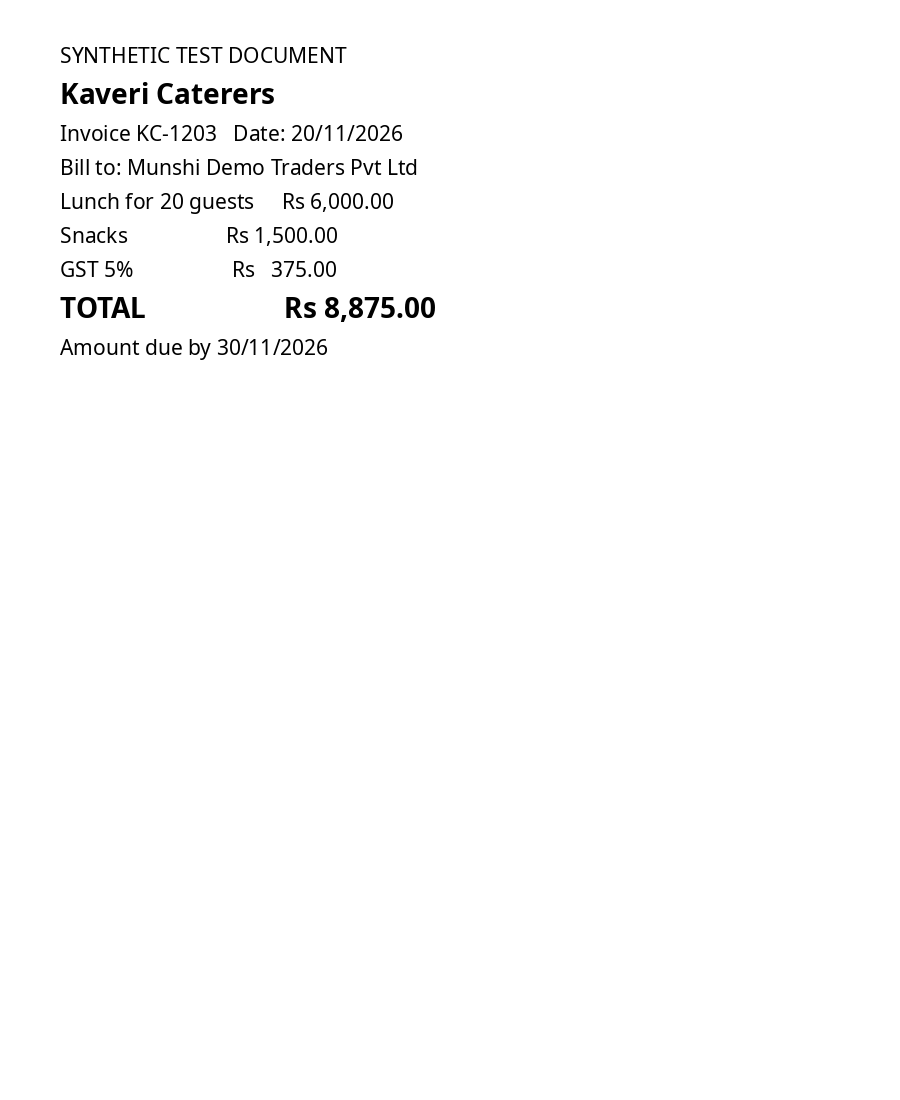 SYNTHETIC TEST DOCUMENT
Kaveri Caterers
Invoice KC-1203 Date: 20/11/2026
Bill to: Munshi Demo Traders Pvt Ltd
Lunch for 20 guests Rs 6,000.00
Snacks Rs 1,500.00
GST 5% Rs 375.00
TOTAL Rs 8,875.00
Amount due by 30/11/2026